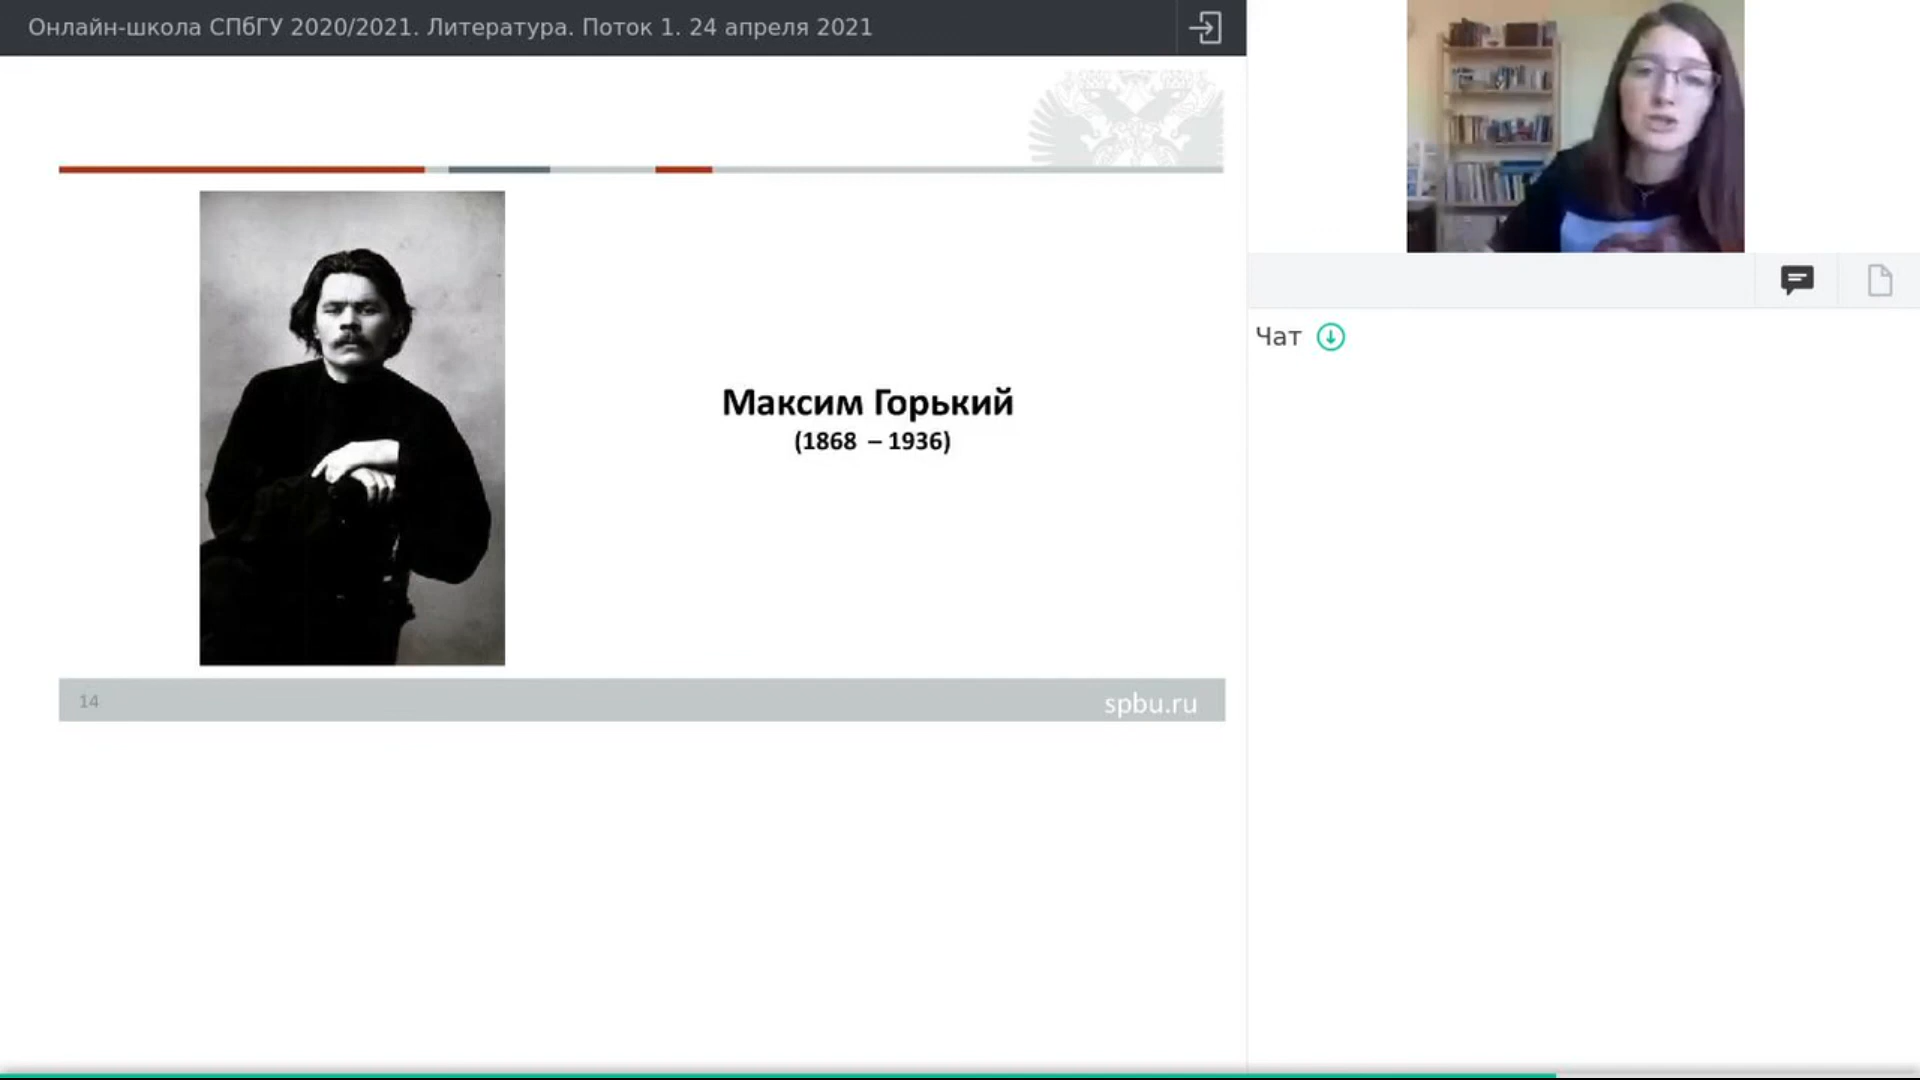 Онлайн-школа СПбГУ 2020/2021. Литература. Поток 1. 24 апреля 2021
Максим Горький
(1868 – 1936)
14
spbu.ru
Чат